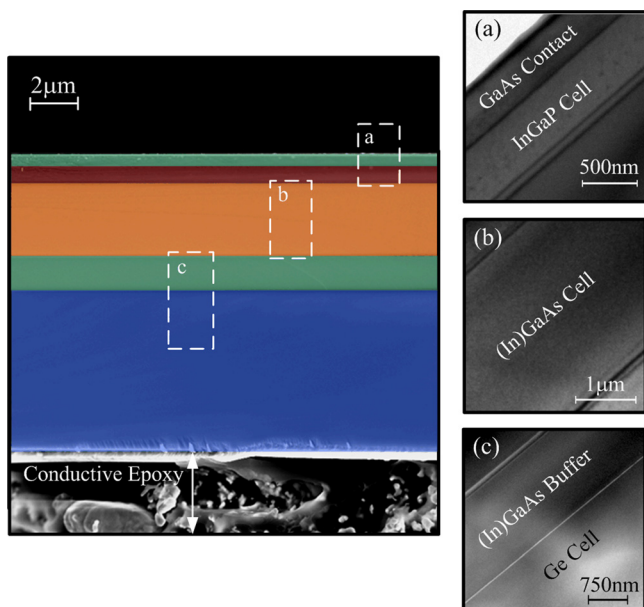 2μm
a
b
c
Conductive Epoxy
(a)
GaAs Contact
InGaP Cell
500nm
(b)
(In)GaAs Cell
1μm
(c)
(In)GaAs Buffer
Ge Cell
750nm